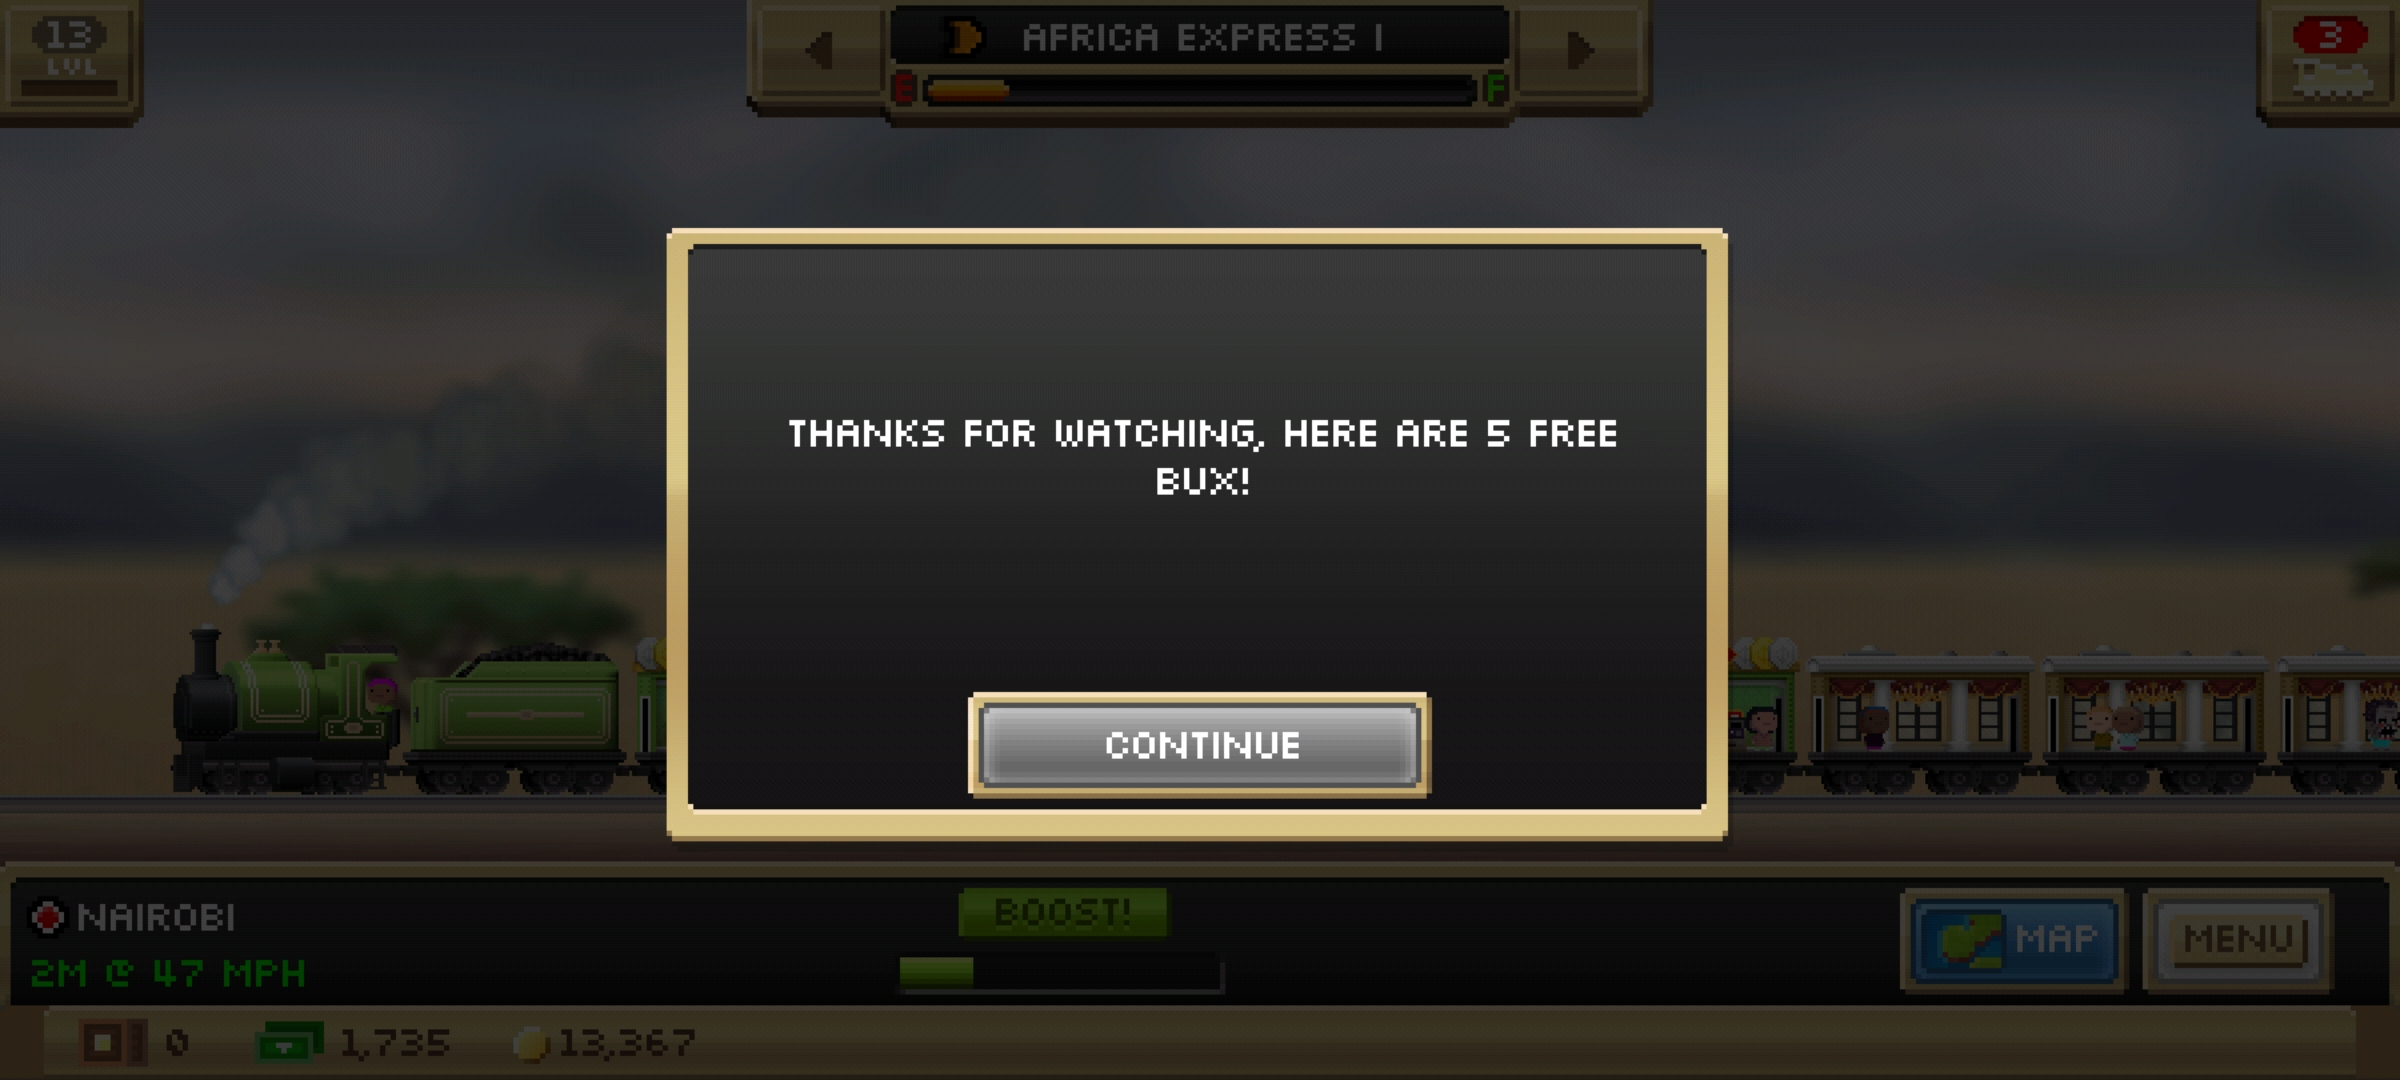 13
LVL
AFRICA EXPRESS I
E F
3
THANKS FOR WATCHING, HERE ARE 5 FREE
BUX!
CONTINUE
NAIROBI
2M @ 47 MPH
BOOST!
MAP
MENU
0 1,735 13,367